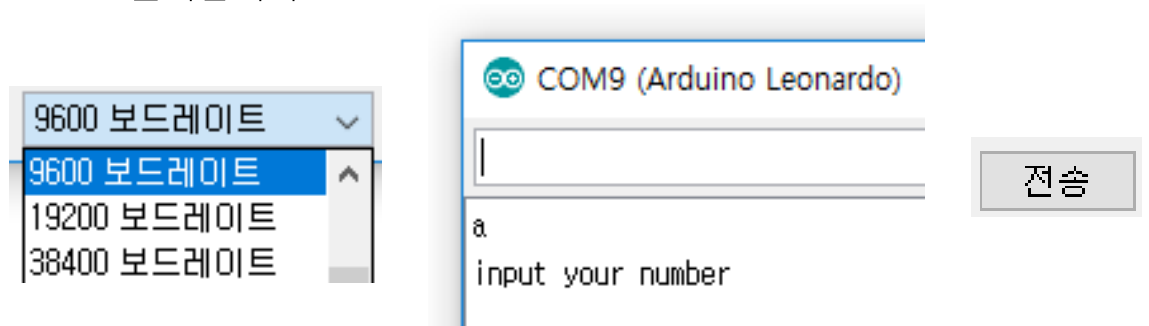 9600 보드레이트
9600 보드레이트
19200 보드레이트
38400 보드레이트
COM9 (Arduino Leonardo)
a
input your number
전송